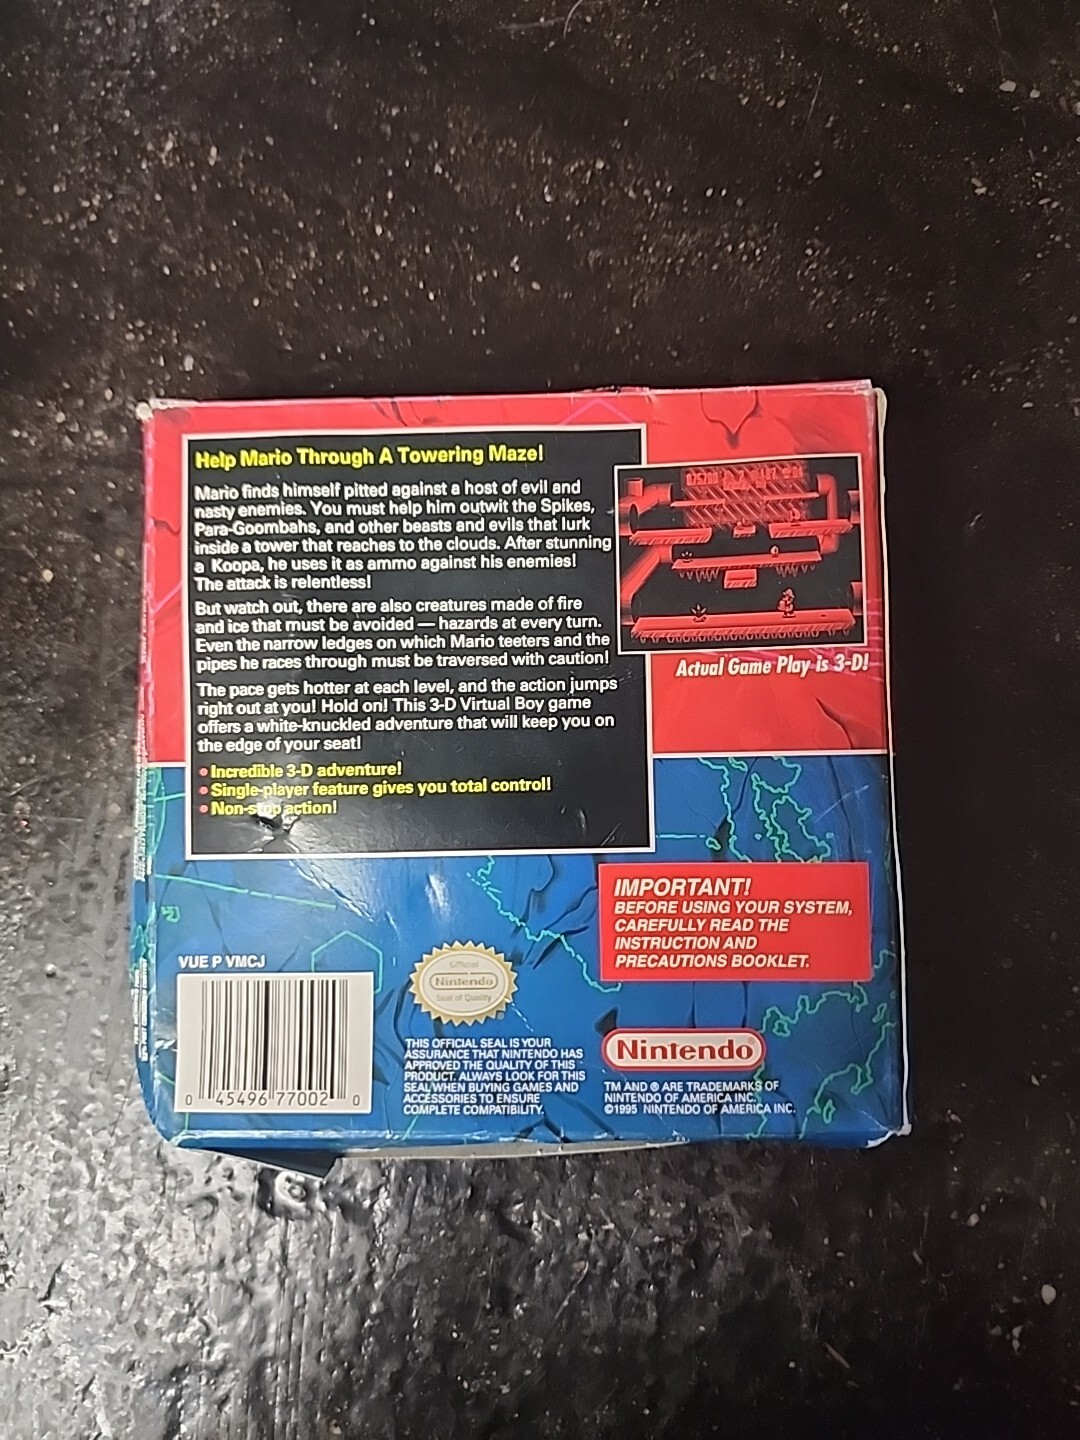 Help Mario Through A Towering Maze!
Mario finds himself pitted against a host of evil and
nasty enemies. You must help him outwit the Spikes,
Para-Goombahs, and other beasts and evils that lurk
inside a tower that reaches to the clouds. After stunning
a Koopa, he uses it as ammo against his enemies!
The attack is relentless!
But watch out, there are also creatures made of fire
and ice that must be avoided — hazards at every turn.
Even the narrow ledges on which Mario teeters and the
pipes he races through must be traversed with caution!
The pace gets hotter at each level, and the action jumps
right out at you! Hold on! This 3-D Virtual Boy game
offers a white-knuckled adventure that will keep you on
the edge of your seat!
• Incredible 3-D adventure!
• Single-player feature gives you total control!
• Non-stop action!
Actual Game Play is 3-D!
IMPORTANT!
BEFORE USING YOUR SYSTEM,
CAREFULLY READ THE
INSTRUCTION AND
PRECAUTIONS BOOKLET.
VUE P VMCJ
0 45496 77002 0
Official
Nintendo
Seal of Quality
THIS OFFICIAL SEAL IS YOUR
ASSURANCE THAT NINTENDO HAS
APPROVED THE QUALITY OF THIS
PRODUCT. ALWAYS LOOK FOR THIS
SEAL WHEN BUYING GAMES AND
ACCESSORIES TO ENSURE
COMPLETE COMPATIBILITY.
Nintendo
TM AND ® ARE TRADEMARKS OF
NINTENDO OF AMERICA INC.
©1995 NINTENDO OF AMERICA INC.